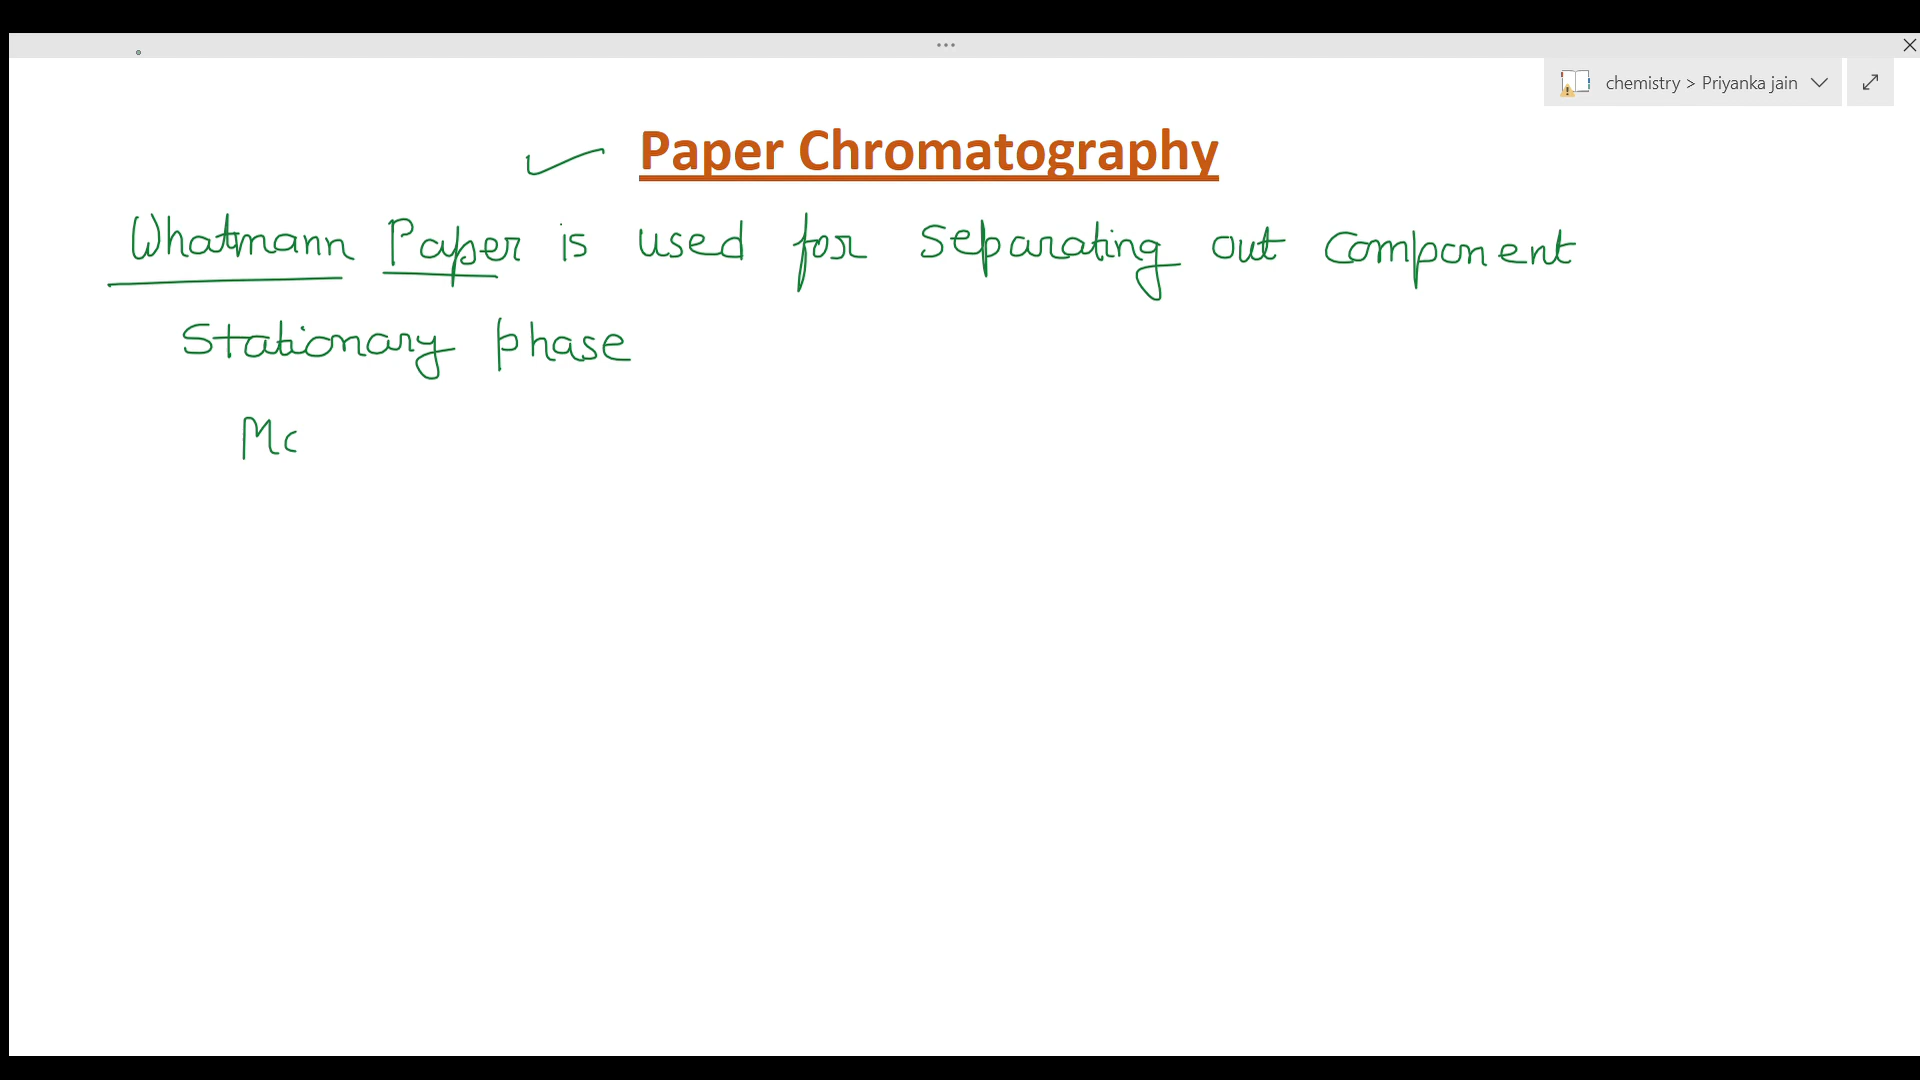 chemistry > Priyanka jain
Paper Chromatography
Whatmann Paper is used for separating out component
Stationary phase
Mc